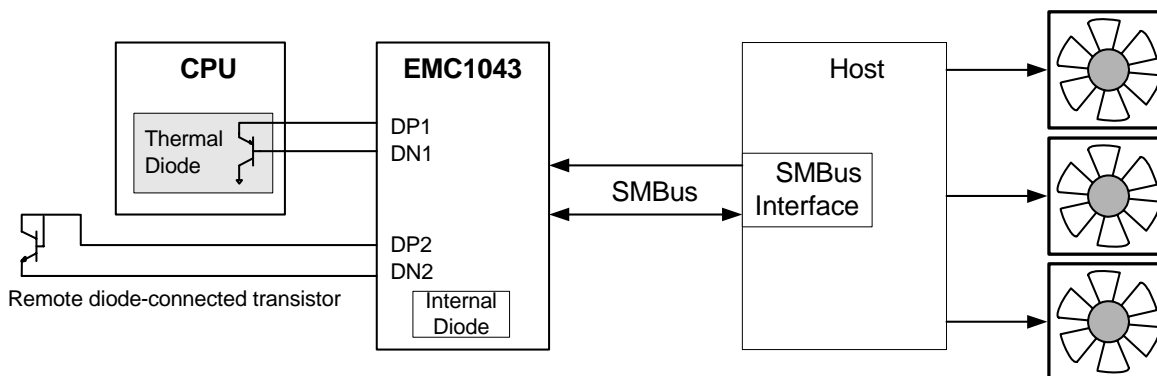 CPU
EMC1043
Host
Thermal
Diode
DP1
DN1
SMBus
SMBus
Interface
DP2
DN2
Remote diode-connected transistor
Internal
Diode